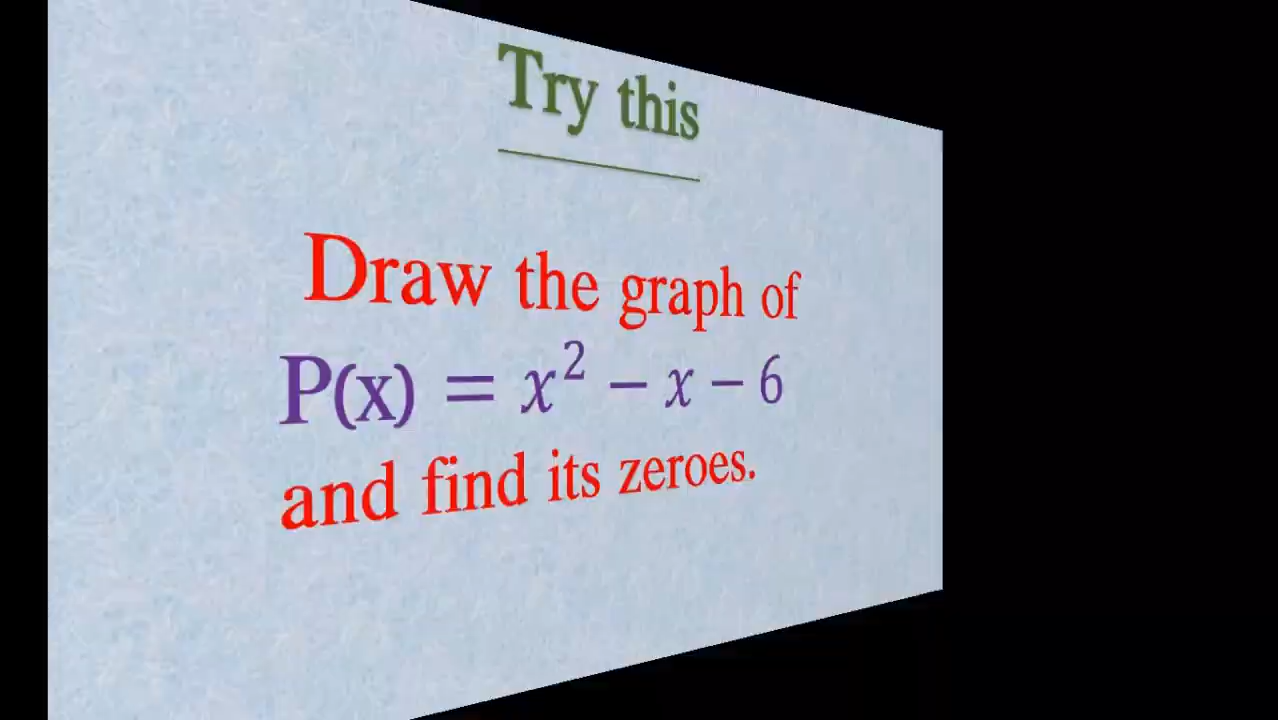 Try this
Draw the graph of
P(x) = x² − x − 6
and find its zeroes.